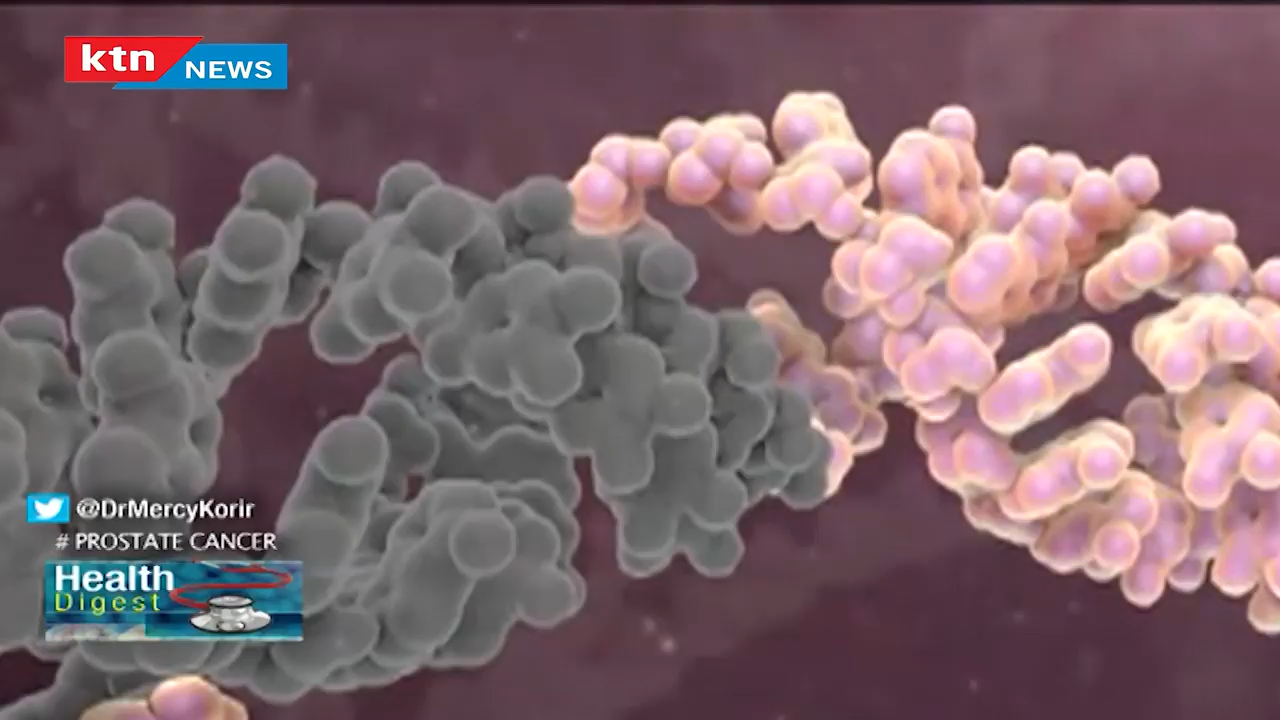 ktn NEWS
@DrMercyKorir
# PROSTATE CANCER
Health
Digest